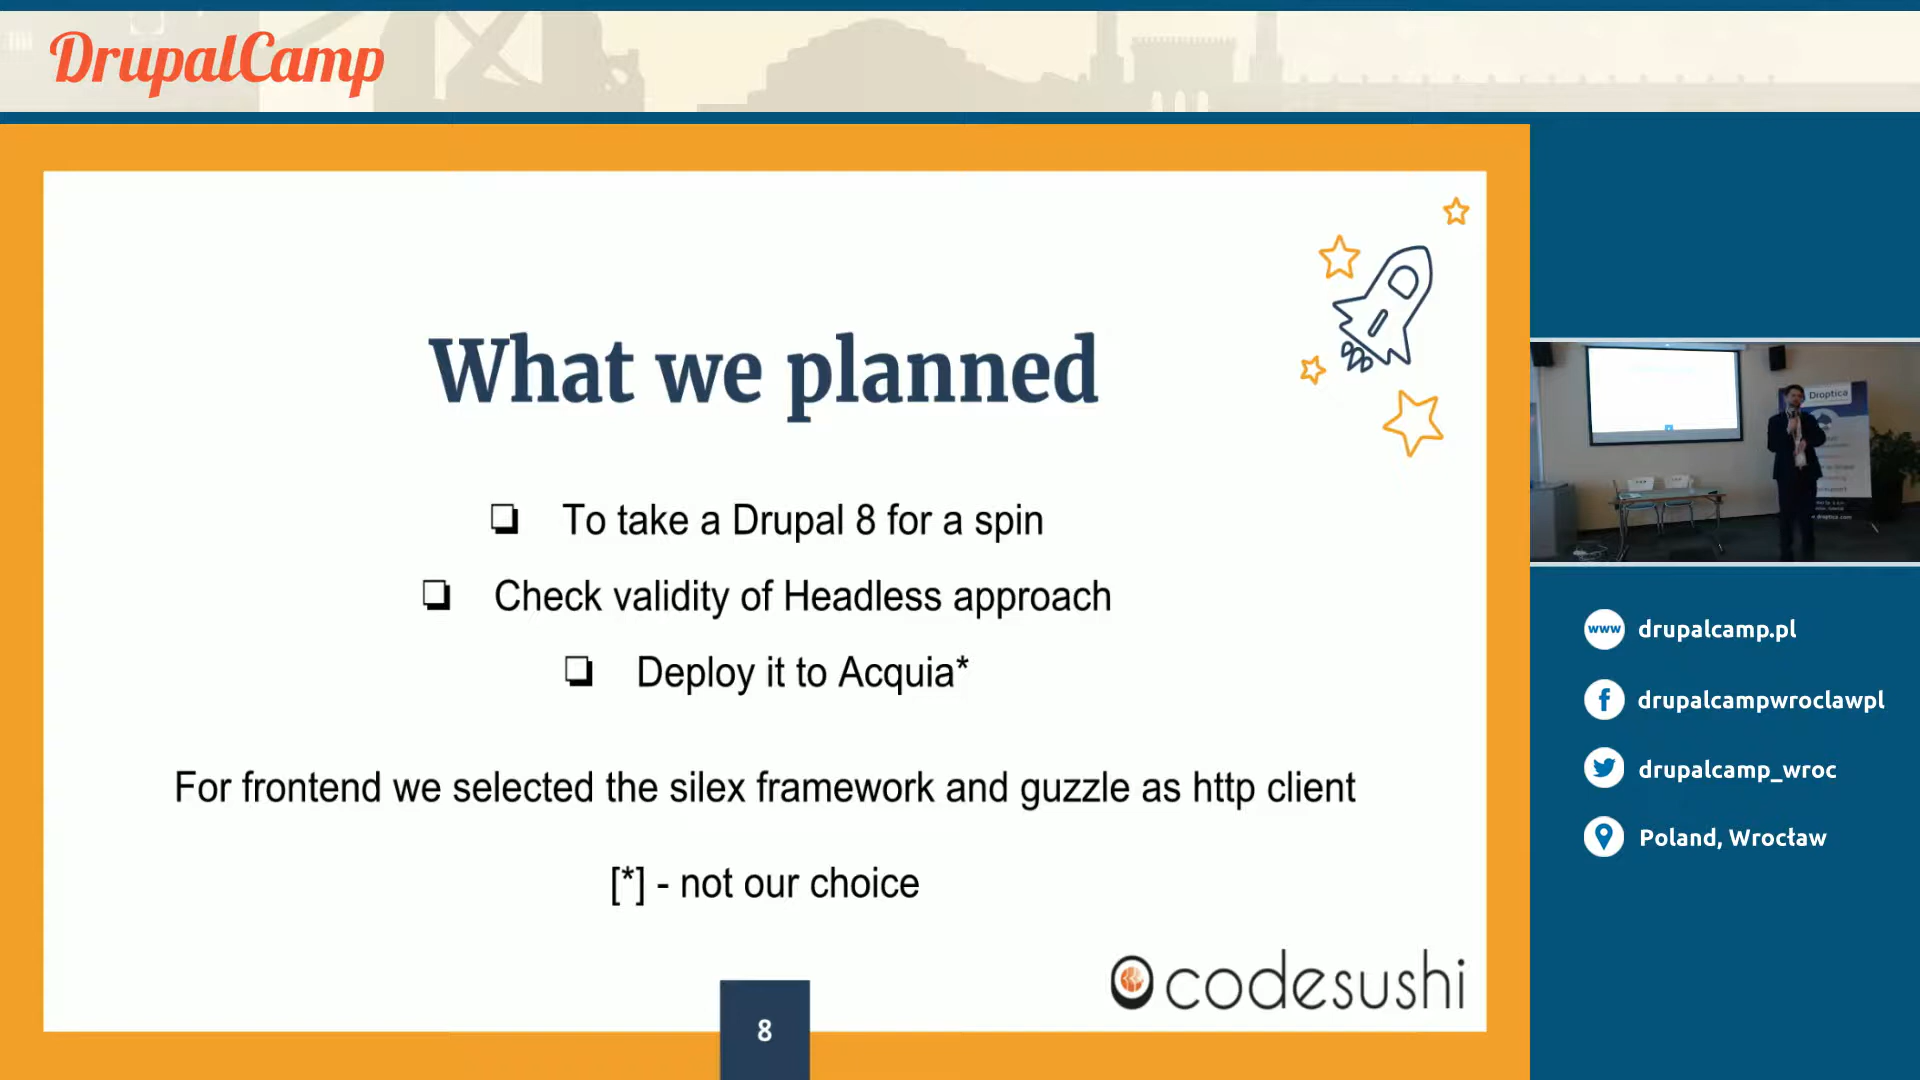 DrupalCamp
What we planned
To take a Drupal 8 for a spin
Check validity of Headless approach
Deploy it to Acquia*
For frontend we selected the silex framework and guzzle as http client
[*] - not our choice
codesushi
8
Droptica
www
drupalcamp.pl
drupalcampwroclawpl
drupalcamp_wroc
Poland, Wrocław